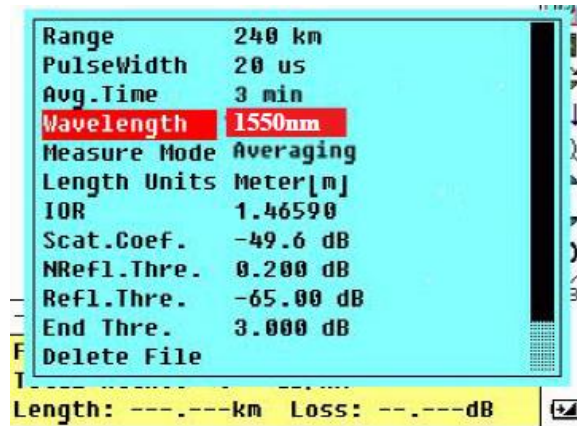 Range 240 km
PulseWidth 20 us
Avg.Time 3 min
Wavelength 1550nm
Measure Mode Averaging
Length Units Meter[m]
IOR 1.46590
Scat.Coef. -49.6 dB
NRefl.Thre. 0.200 dB
Refl.Thre. -65.00 dB
End Thre. 3.000 dB
Delete File
Length: ---.---km Loss: --.---dB